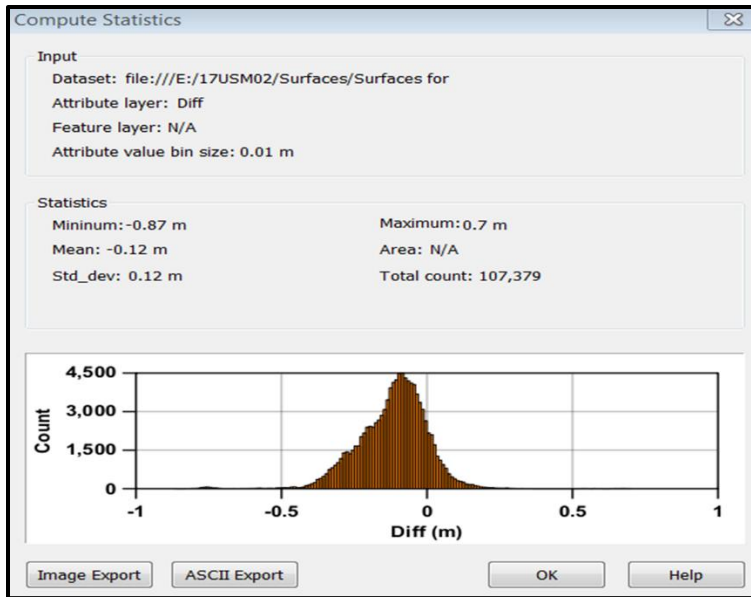 Compute Statistics
Input
Dataset: file:///E:/17USM02/Surfaces/Surfaces for
Attribute layer: Diff
Feature layer: N/A
Attribute value bin size: 0.01 m
Statistics
Mininum:-0.87 m
Maximum:0.7 m
Mean: -0.12 m
Area: N/A
Std_dev: 0.12 m
Total count: 107,379
4,500
3,000
1,500
0
Count
-1
-0.5
0
0.5
1
Diff (m)
Image Export
ASCII Export
OK
Help